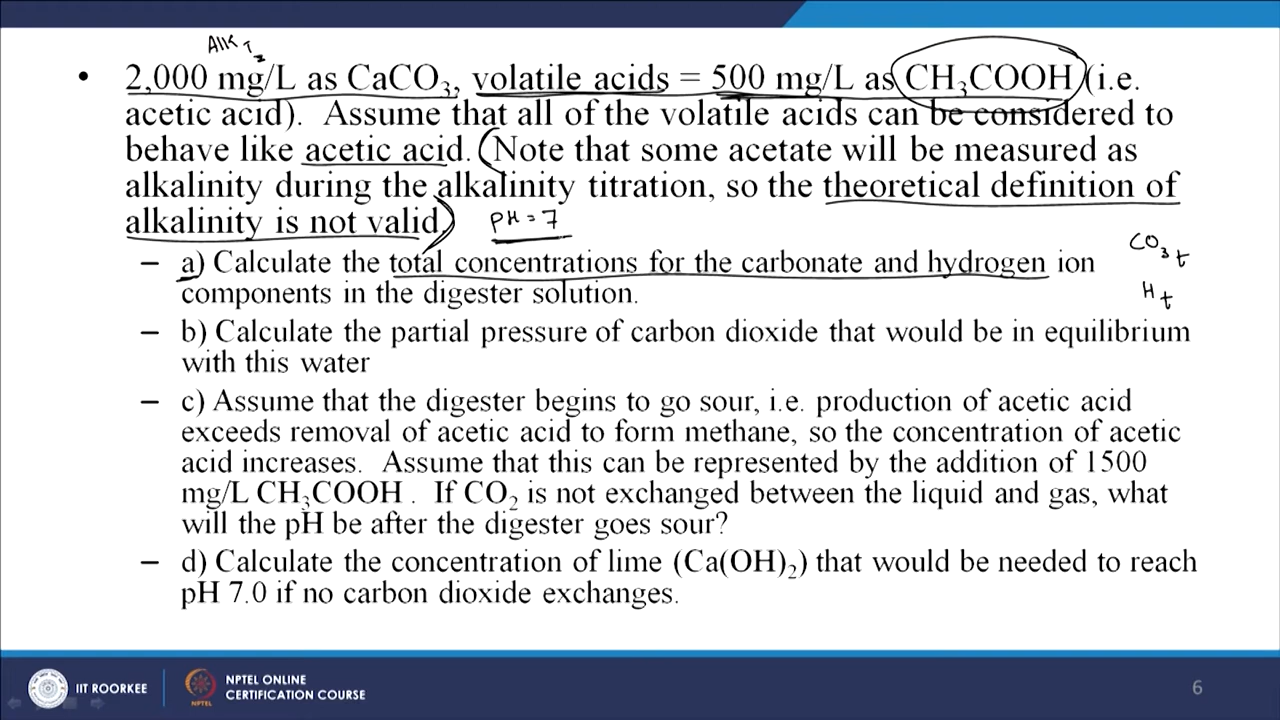 Alk T
• 2,000 mg/L as CaCO3, volatile acids = 500 mg/L as CH3COOH (i.e.
acetic acid). Assume that all of the volatile acids can be considered to
behave like acetic acid. (Note that some acetate will be measured as
alkalinity during the alkalinity titration, so the theoretical definition of
alkalinity is not valid)
pH = 7
– a) Calculate the total concentrations for the carbonate and hydrogen ion
components in the digester solution.
CO3t
Ht
– b) Calculate the partial pressure of carbon dioxide that would be in equilibrium
with this water
– c) Assume that the digester begins to go sour, i.e. production of acetic acid
exceeds removal of acetic acid to form methane, so the concentration of acetic
acid increases. Assume that this can be represented by the addition of 1500
mg/L CH3COOH . If CO2 is not exchanged between the liquid and gas, what
will the pH be after the digester goes sour?
– d) Calculate the concentration of lime (Ca(OH)2) that would be needed to reach
pH 7.0 if no carbon dioxide exchanges.
IIT ROORKEE
NPTEL ONLINE
CERTIFICATION COURSE
NPTEL
6